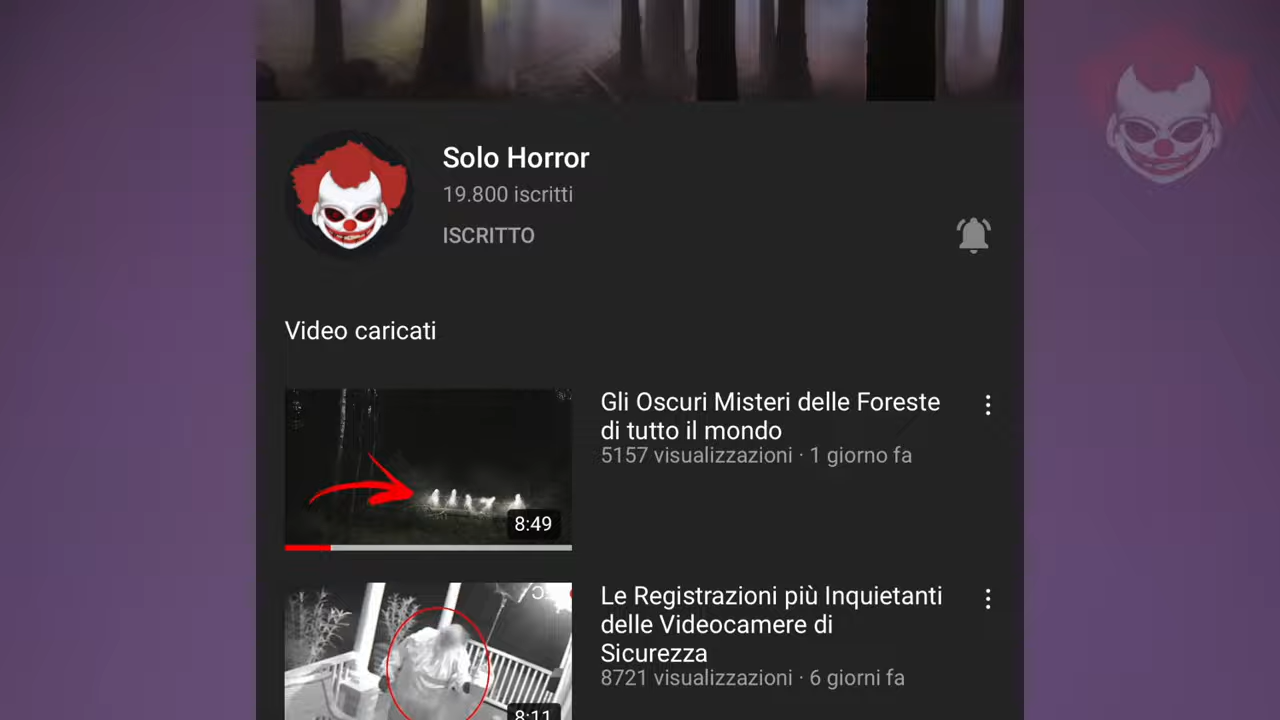 Solo Horror
19.800 iscritti
ISCRITTO
Video caricati
Gli Oscuri Misteri delle Foreste
di tutto il mondo
5157 visualizzazioni · 1 giorno fa
8:49
Le Registrazioni più Inquietanti
delle Videocamere di
Sicurezza
8721 visualizzazioni · 6 giorni fa
8:11